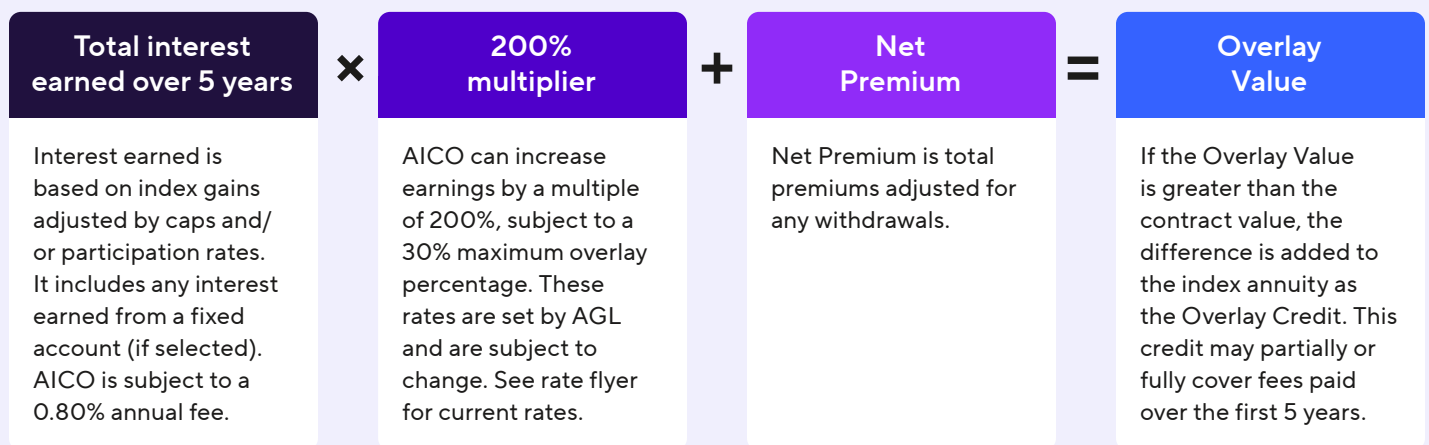 Total interest
earned over 5 years
×
200%
multiplier
+
Net
Premium
=
Overlay
Value
Interest earned is
based on index gains
adjusted by caps and/
or participation rates.
It includes any interest
earned from a fixed
account (if selected).
AICO is subject to a
0.80% annual fee.
AICO can increase
earnings by a multiple
of 200%, subject to a
30% maximum overlay
percentage. These
rates are set by AGL
and are subject to
change. See rate flyer
for current rates.
Net Premium is total
premiums adjusted for
any withdrawals.
If the Overlay Value
is greater than the
contract value, the
difference is added to
the index annuity as
the Overlay Credit. This
credit may partially or
fully cover fees paid
over the first 5 years.